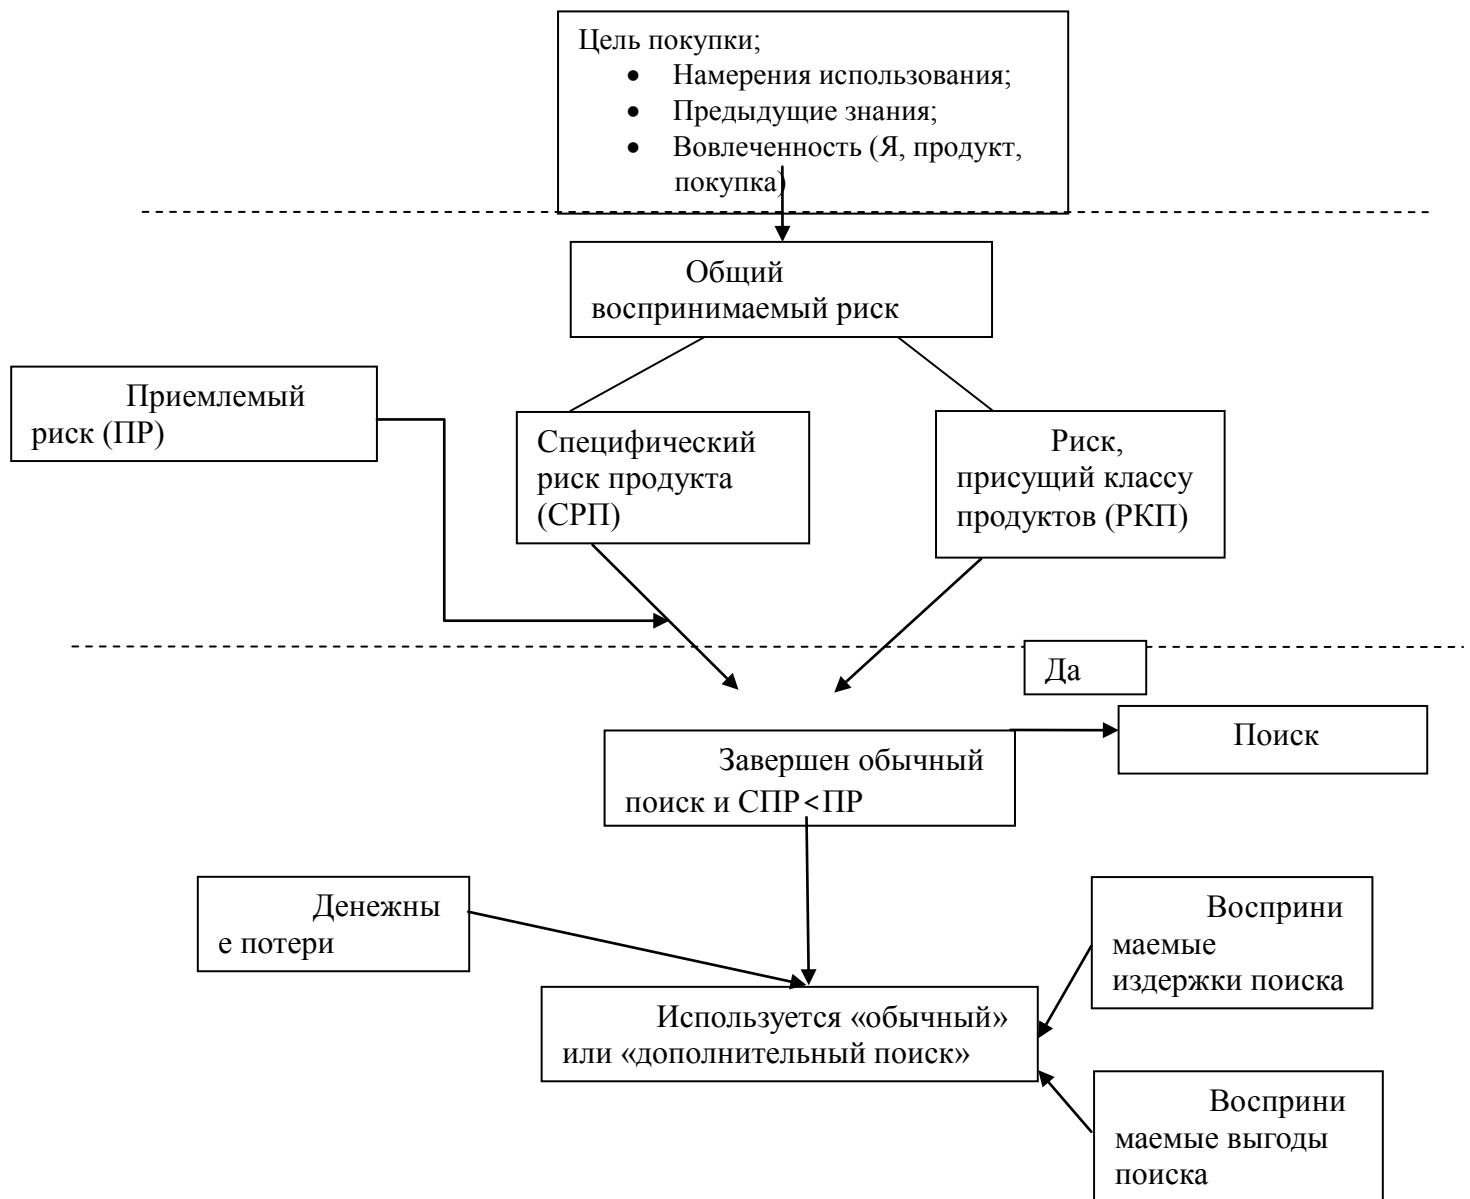 Цель покупки;
• Намерения использования;
• Предыдущие знания;
• Вовлеченность (Я, продукт,
покупка)
Общий
воспринимаемый риск
Приемлемый
риск (ПР)
Специфический
риск продукта
(СРП)
Риск,
присущий классу
продуктов (РКП)
Да
Поиск
Завершен обычный
поиск и СПР<ПР
Денежны
е потери
Восприни
маемые
издержки поиска
Используется «обычный»
или «дополнительный поиск»
Восприни
маемые выгоды
поиска